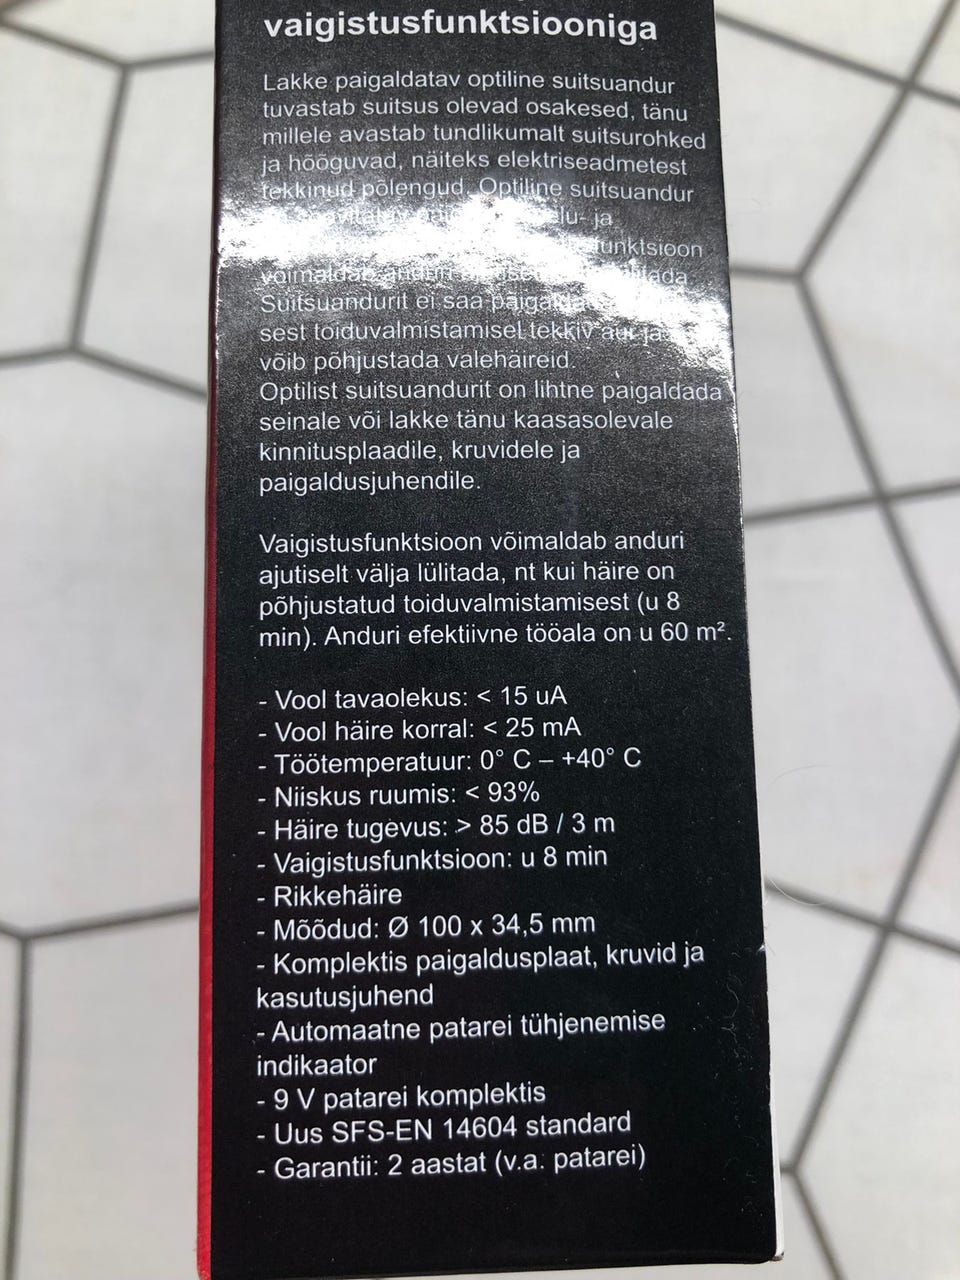 vaigistusfunktsiooniga
Lakke paigaldatav optiline suitsuandur
tuvastab suitsus olevad osakesed, tänu
millele avastab tundlikumalt suitsurohked
ja hõõguvad, näiteks elektriseadmetest
tekkinud põlengud. Optiline suitsuandur
ja
funktsioon
võimaldab anduri
Suitsuandurit ei saa
sest toiduvalmistamisel tekkiv aur ja
võib põhjustada valehäireid.
Optilist suitsuandurit on lihtne paigaldada
seinale või lakke tänu kaasasolevale
kinnitusplaadile, kruvidele ja
paigaldusjuhendile.
Vaigistusfunktsioon võimaldab anduri
ajutiselt välja lülitada, nt kui häire on
põhjustatud toiduvalmistamisest (u 8
min). Anduri efektiivne tööala on u 60 m².
- Vool tavaolekus: < 15 uA
- Vool häire korral: < 25 mA
- Töötemperatuur: 0° C – +40° C
- Niiskus ruumis: < 93%
- Häire tugevus: > 85 dB / 3 m
- Vaigistusfunktsioon: u 8 min
- Rikkehäire
- Mõõdud: Ø 100 x 34,5 mm
- Komplektis paigaldusplaat, kruvid ja
kasutusjuhend
- Automaatne patarei tühjenemise
indikaator
- 9 V patarei komplektis
- Uus SFS-EN 14604 standard
- Garantii: 2 aastat (v.a. patarei)